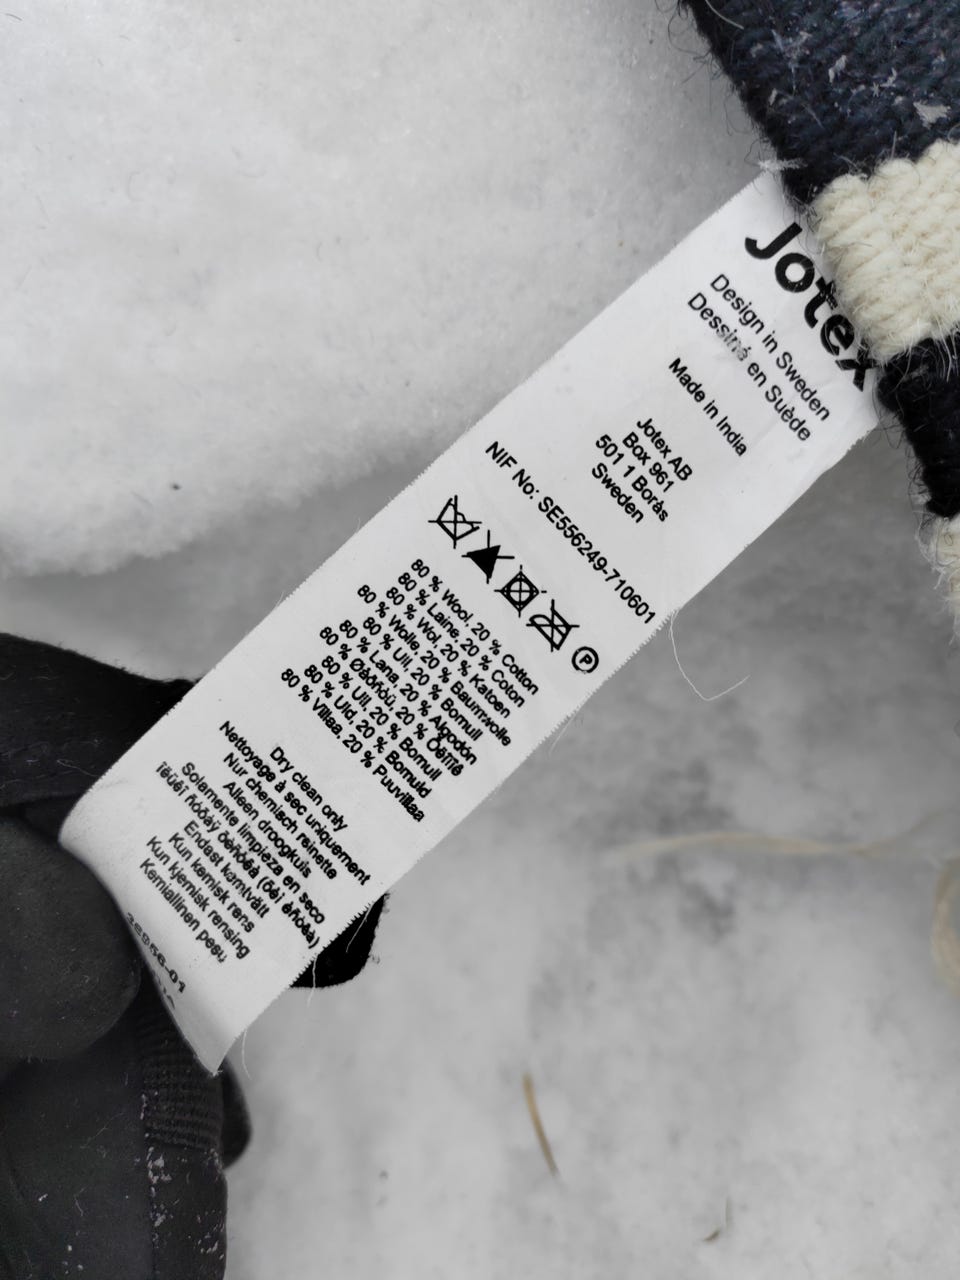 Jotex
Design in Sweden
Dessiné en Suède
Made in India
Jotex AB
Box 961
501 1 Borås
Sweden
NIF No: SE556249-710601
P
80 % Wool, 20 % Cotton
80 % Laine, 20 % Coton
80 % Wol, 20 % Katoen
80 % Wolle, 20 % Baumwolle
80 % Ull, 20 % Bomull
80 % Lana, 20 % Algodón
80 % 20 %
80 % Ull, 20 % Bomull
80 % Uld, 20 % Bomuld
80 % Villaa, 20 % Puuvillaa
Dry clean only
Nettoyage à sec uniquement
Nur chemisch reinette
Alleen droogkuis
Solamente limpieza en seco
Endast kemtvätt
Kun kemisk rens
Kun kjemisk rensing
Kemiallinen pesu